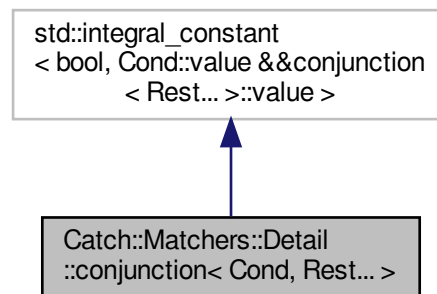 std::integral_constant
< bool, Cond::value &&conjunction
< Rest... >::value >
Catch::Matchers::Detail
::conjunction< Cond, Rest... >